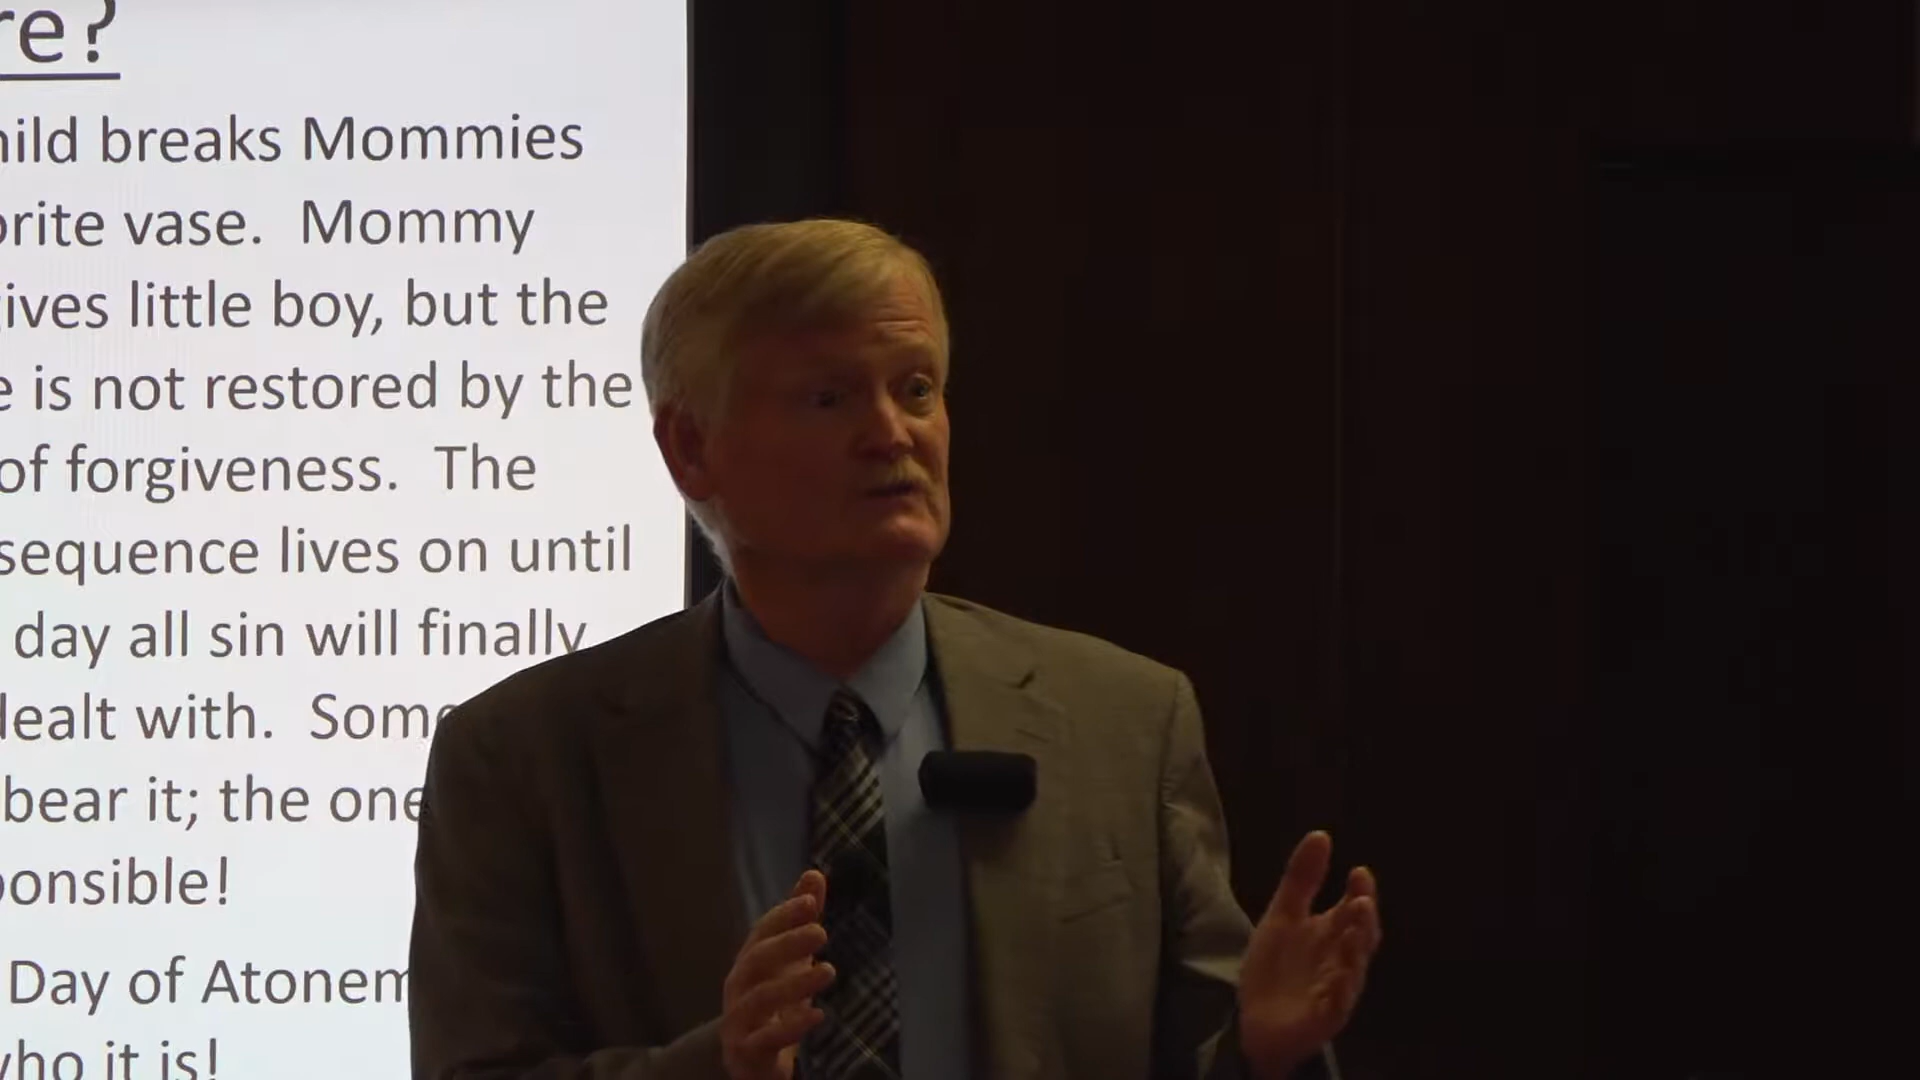 re?
hild breaks Mommies
orite vase. Mommy
gives little boy, but the
e is not restored by the
of forgiveness. The
sequence lives on until
day all sin will finally
dealt with. Some
bear it; the one
ponsible!
Day of Atonem
who it is!